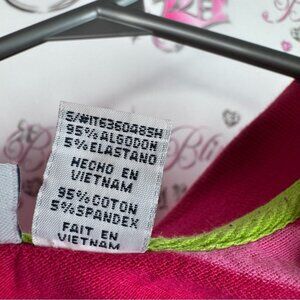 S/#IT636048SH
95% ALGODON
5% ELASTANO
HECHO EN
VIETNAM
95% COTON
5% SPANDEX
FAIT EN
VIETNAM